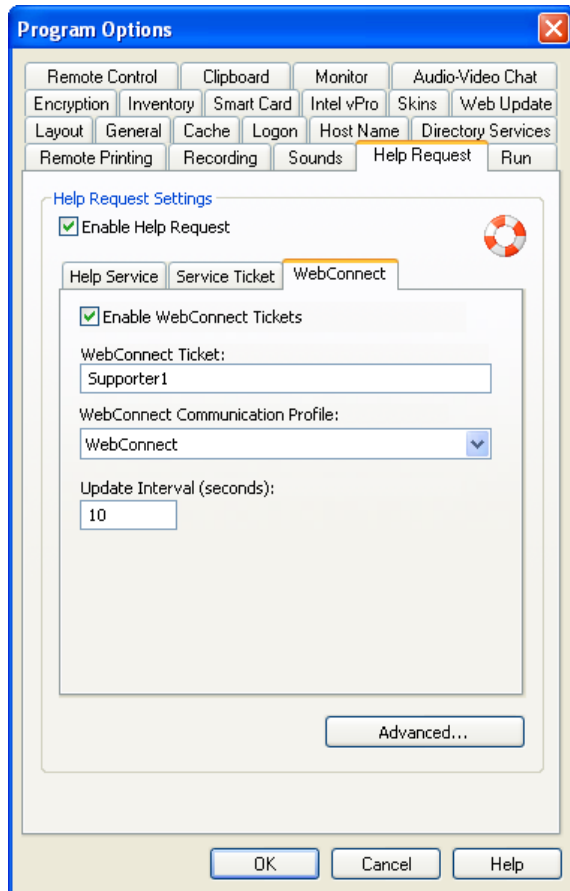 Program Options
Remote Control Clipboard Monitor Audio-Video Chat
Encryption Inventory Smart Card Intel vPro Skins Web Update
Layout General Cache Logon Host Name Directory Services
Remote Printing Recording Sounds Help Request Run
Help Request Settings
Enable Help Request
Help Service Service Ticket WebConnect
Enable WebConnect Tickets
WebConnect Ticket:
Supporter1
WebConnect Communication Profile:
WebConnect
Update Interval (seconds):
10
Advanced...
OK Cancel Help